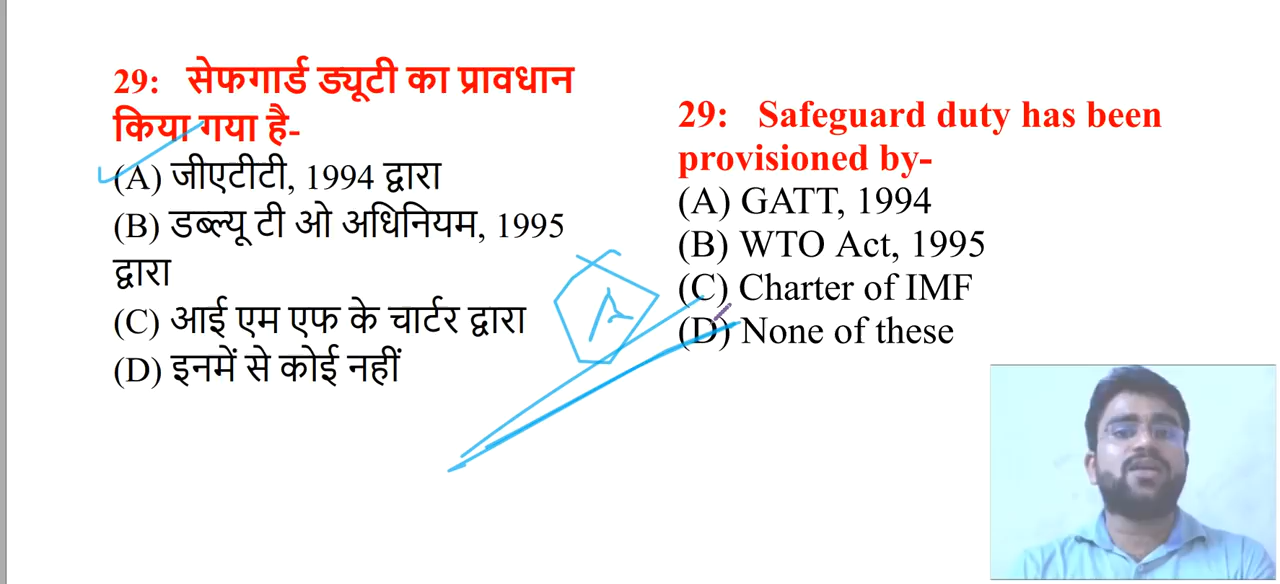 29: सेफगार्ड ड्यूटी का प्रावधान
किया गया है-
(A) जीएटीटी, 1994 द्वारा
(B) डब्ल्यू टी ओ अधिनियम, 1995
द्वारा
(C) आई एम एफ के चार्टर द्वारा
(D) इनमें से कोई नहीं
29: Safeguard duty has been
provisioned by-
(A) GATT, 1994
(B) WTO Act, 1995
(C) Charter of IMF
(D) None of these